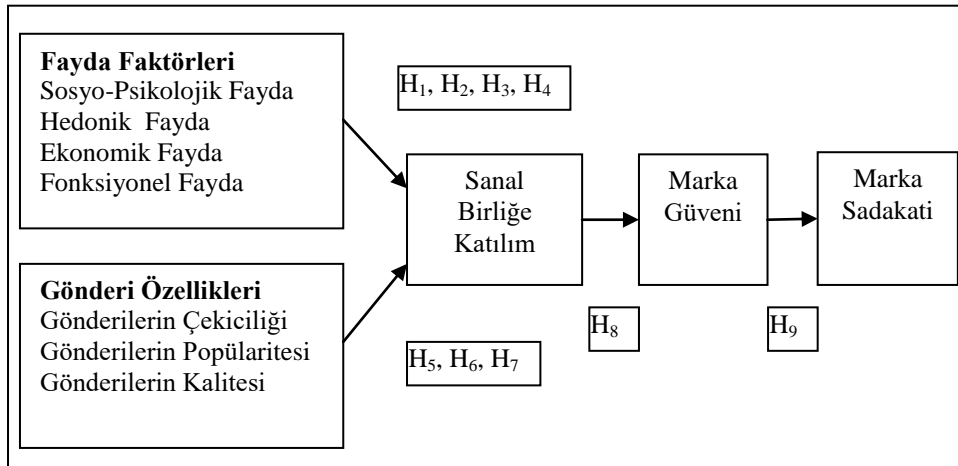 Fayda Faktörleri
Sosyo-Psikolojik Fayda
Hedonik Fayda
Ekonomik Fayda
Fonksiyonel Fayda
H₁, H₂, H₃, H₄
Sanal
Birliğe
Katılım
Marka
Güveni
Marka
Sadakati
Gönderi Özellikleri
Gönderilerin Çekiciliği
Gönderilerin Popülaritesi
Gönderilerin Kalitesi
H₅, H₆, H₇
H₈
H₉